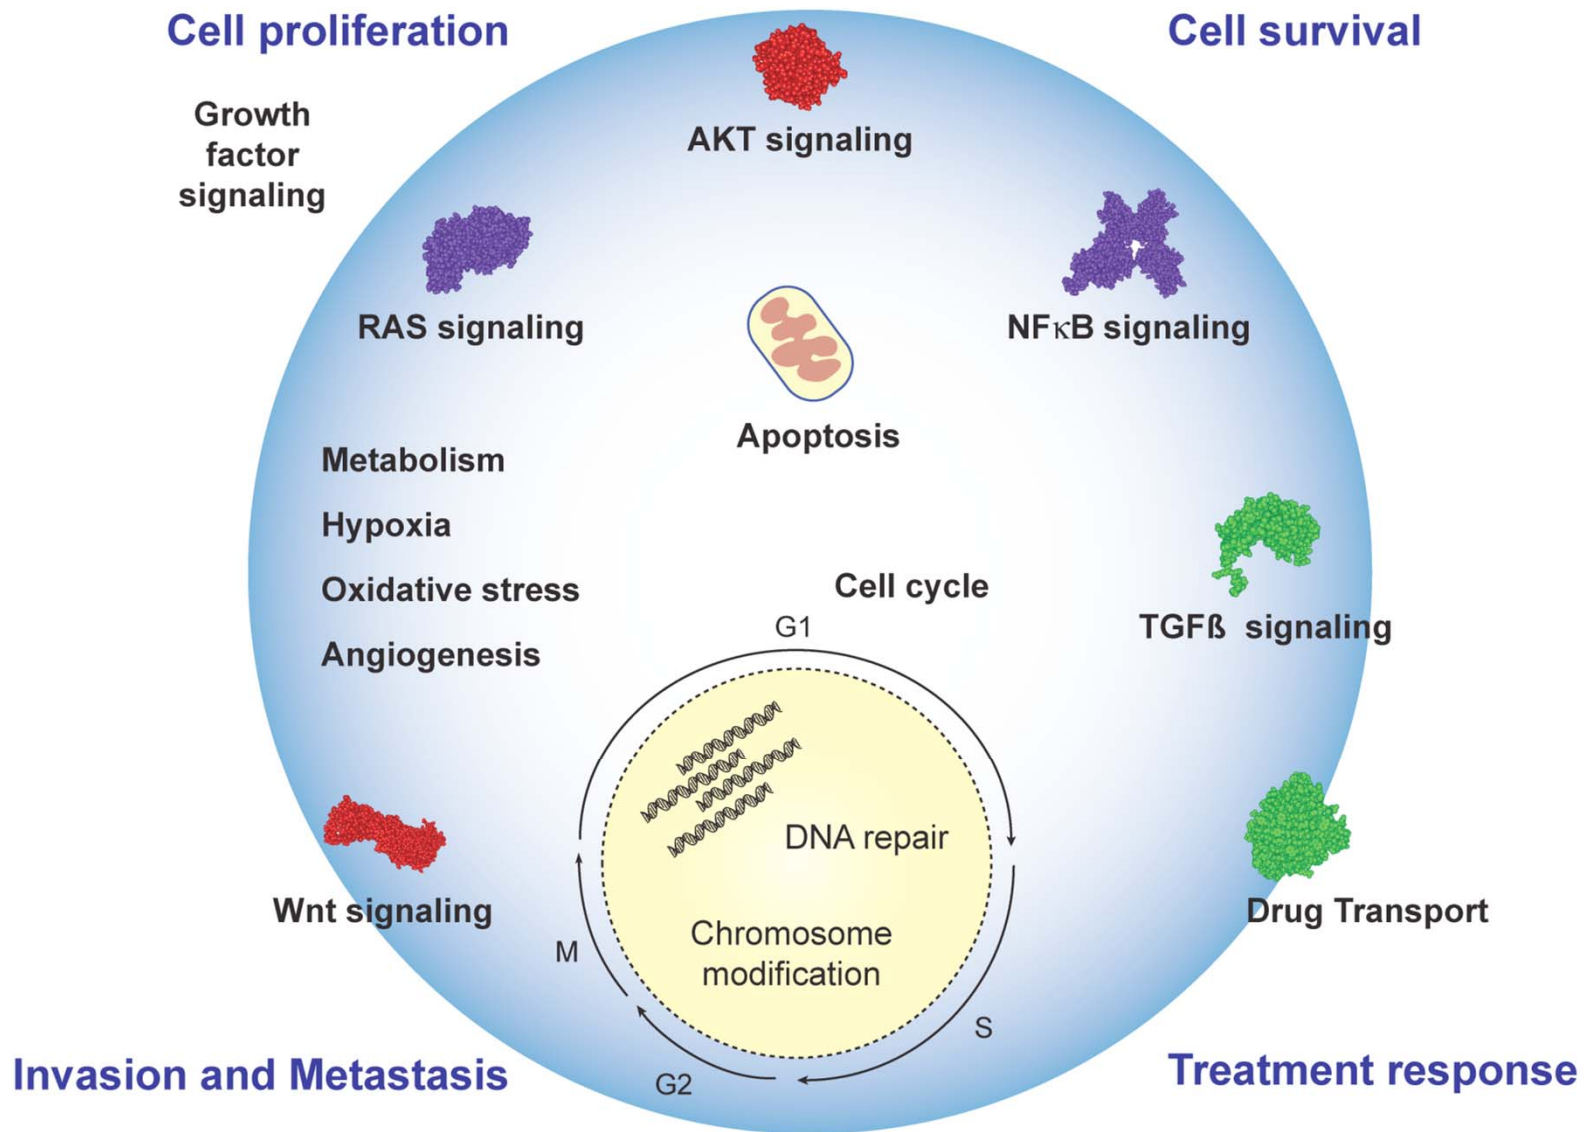 Cell proliferation
Cell survival
Growth
factor
signaling
AKT signaling
RAS signaling
NFκB signaling
Apoptosis
Metabolism
Hypoxia
Oxidative stress
Angiogenesis
Cell cycle
G1
TGFß  signaling
DNA repair
Chromosome
modification
Wnt signaling
Drug Transport
M
S
G2
Invasion and Metastasis
Treatment response